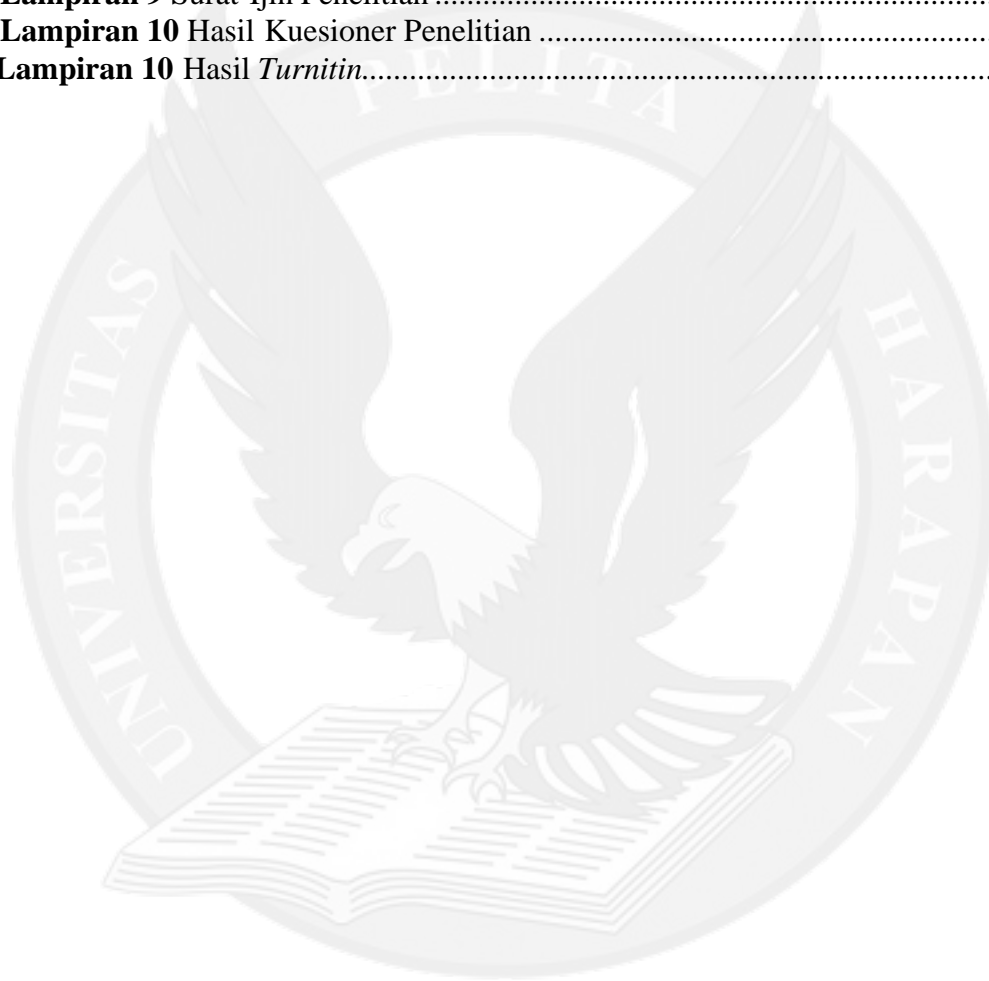 Lampiran 9 Surat Ijin Penelitian ........................................................................
Lampiran 10 Hasil Kuesioner Penelitian ..........................................................
Lampiran 10 Hasil Turnitin................................................................................
UNIVERSITAS PELITA HARAPAN